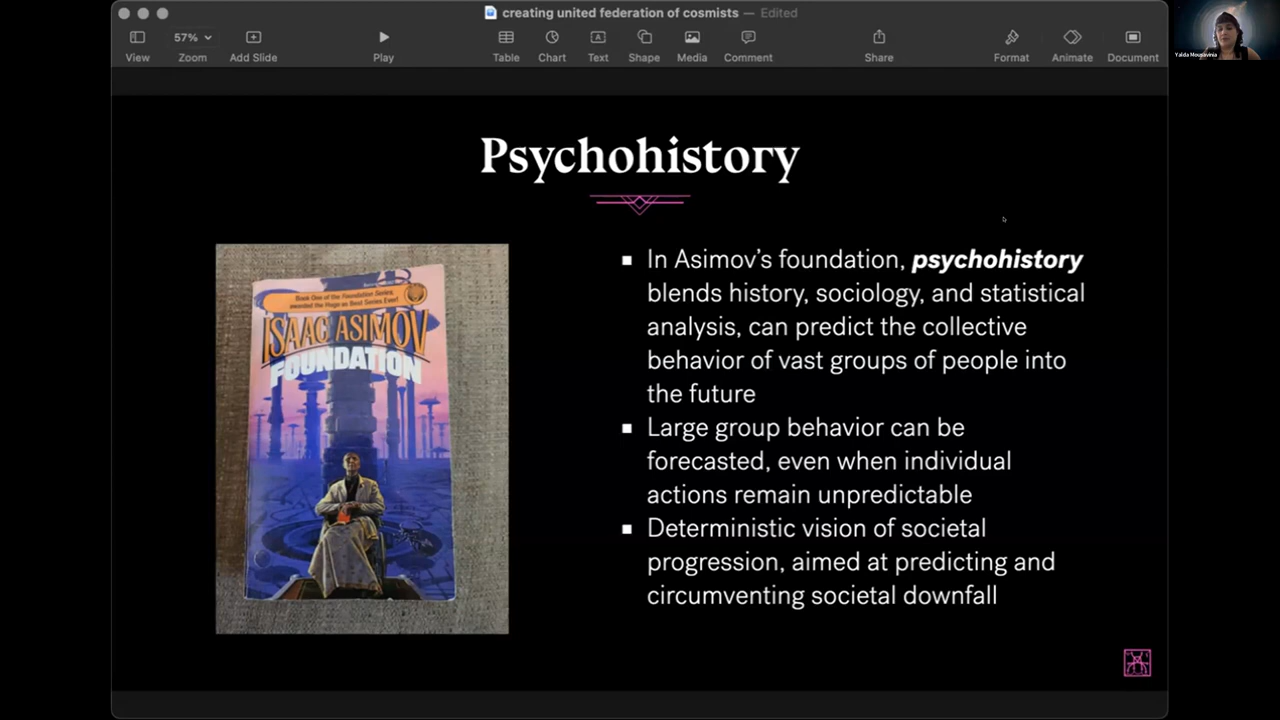 creating united federation of cosmists — Edited
57%
View
Zoom
Add Slide
Play
Table
Chart
Text
Shape
Media
Comment
Share
Format
Animate
Document
Yalda Mousavinia
Psychohistory
Book One of the Foundation Series,
awarded the Hugo as Best Series Ever!
ISAAC ASIMOV
FOUNDATION
▪ In Asimov’s foundation, psychohistory
blends history, sociology, and statistical
analysis, can predict the collective
behavior of vast groups of people into
the future
▪ Large group behavior can be
forecasted, even when individual
actions remain unpredictable
▪ Deterministic vision of societal
progression, aimed at predicting and
circumventing societal downfall